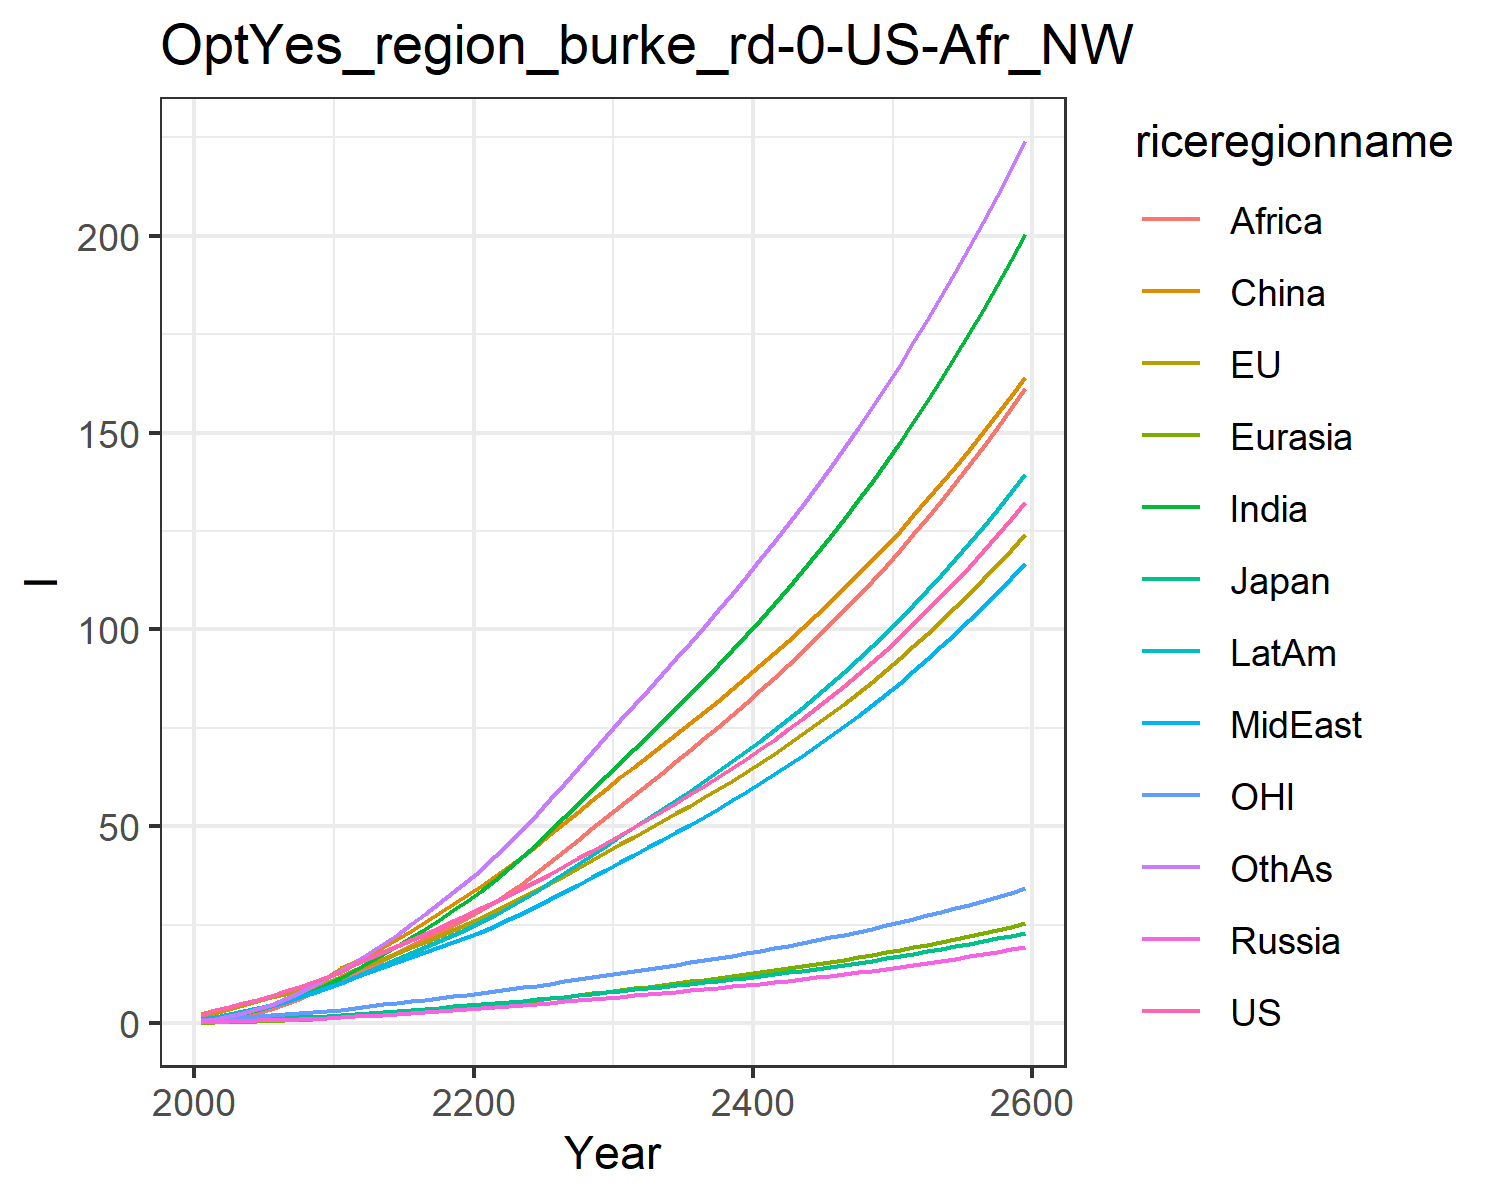 OptYes_region_burke_rd-0-US-Afr_NW
riceregionname
Africa
China
EU
Eurasia
India
Japan
LatAm
MidEast
OHI
OthAs
Russia
US
200
150
100
50
0
I
2000 2200 2400 2600
Year